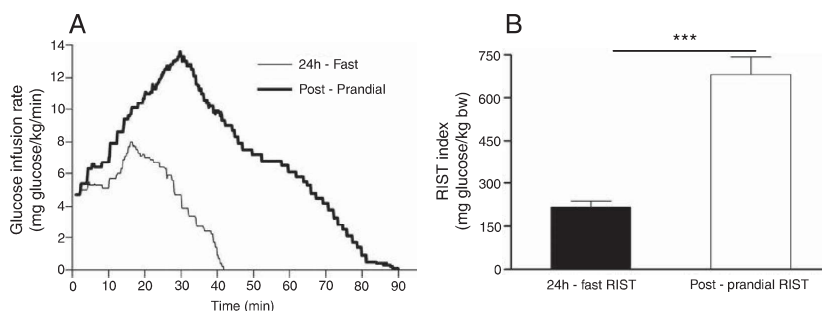 A
Glucose infusion rate
(mg glucose/kg/min)
14
12
10
8
6
4
2
0
24h - Fast
Post - Prandial
0 10 20 30 40 50 60 70 80 90
Time (min)
B
RIST index
(mg glucose/kg bw)
750
600
450
300
150
0
***
24h - fast RIST
Post - prandial RIST